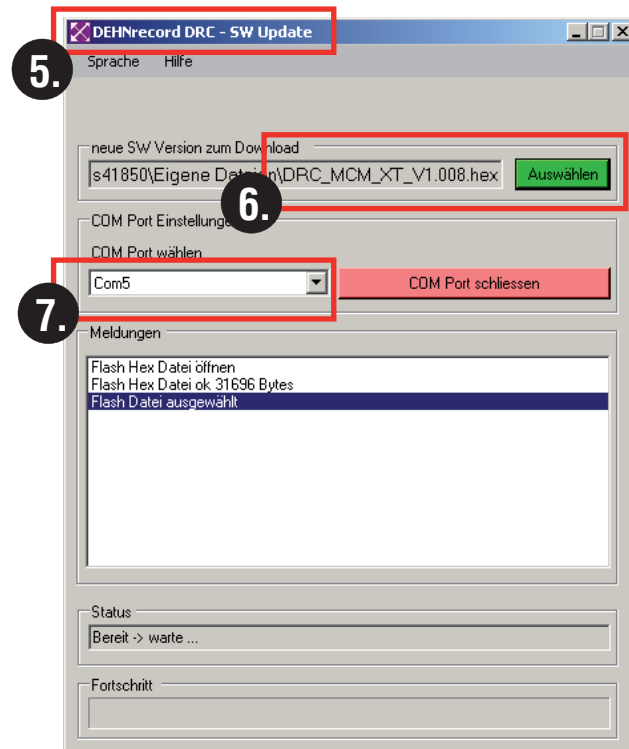 DEHNrecord DRC - SW Update
5.
Sprache Hilfe
neue SW Version zum Download
s41850\Eigene Dateien\DRC_MCM_XT_V1.008.hex Auswählen
6.
COM Port Einstellungen
COM Port wählen
Com5 COM Port schliessen
7.
Meldungen
Flash Hex Datei öffnen
Flash Hex Datei ok 31696 Bytes
Flash Datei ausgewählt
Status
Bereit -> warte ...
Fortschritt